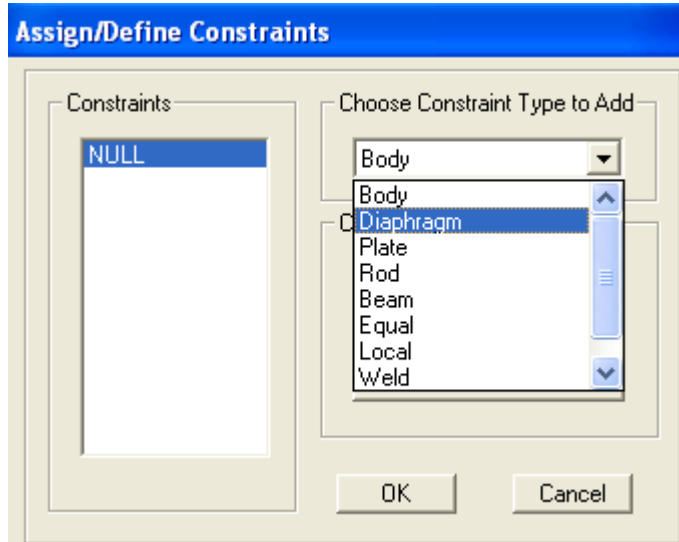 Assign/Define Constraints
Constraints
NULL
Choose Constraint Type to Add
Body
Body
C
Diaphragm
Plate
Rod
Beam
Equal
Local
Weld
OK
Cancel